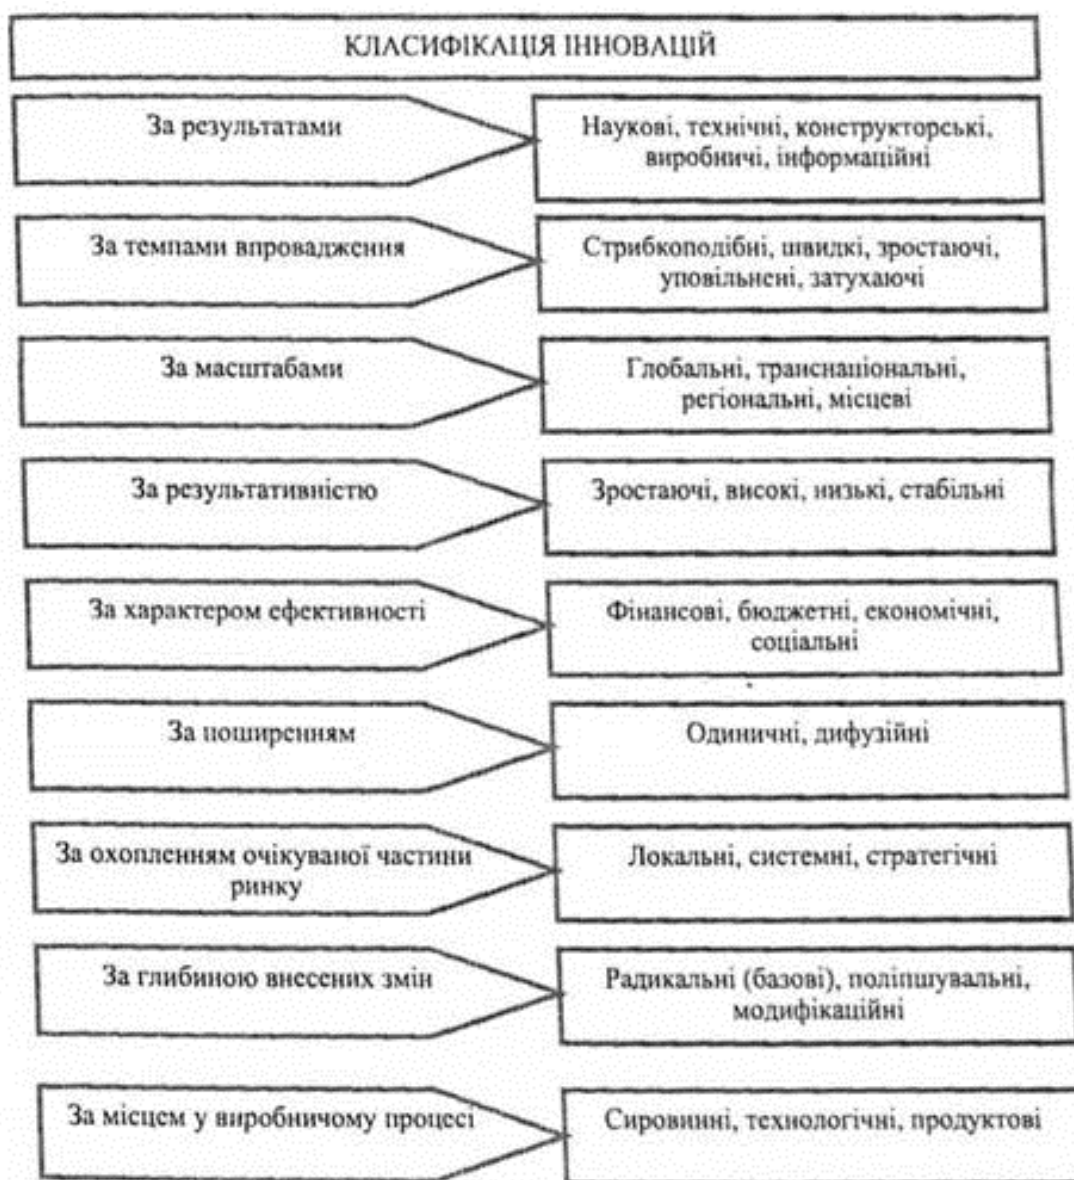 КЛАСИФІКАЦІЯ ІННОВАЦІЙ
За результатами
Наукові, технічні, конструкторські,
виробничі, інформаційні
За темпами впровадження
Стрибкоподібні, швидкі, зростаючі,
уповільнені, затухаючі
За масштабами
Глобальні, транснаціональні,
регіональні, місцеві
За результативністю
Зростаючі, високі, низькі, стабільні
За характером ефективності
Фінансові, бюджетні, економічні,
соціальні
За поширенням
Одиничні, дифузійні
За охопленням очікуваної частини
ринку
Локальні, системні, стратегічні
За глибиною внесених змін
Радикальні (базові), поліпшувальні,
модифікаційні
За місцем у виробничому процесі
Сировинні, технологічні, продуктові